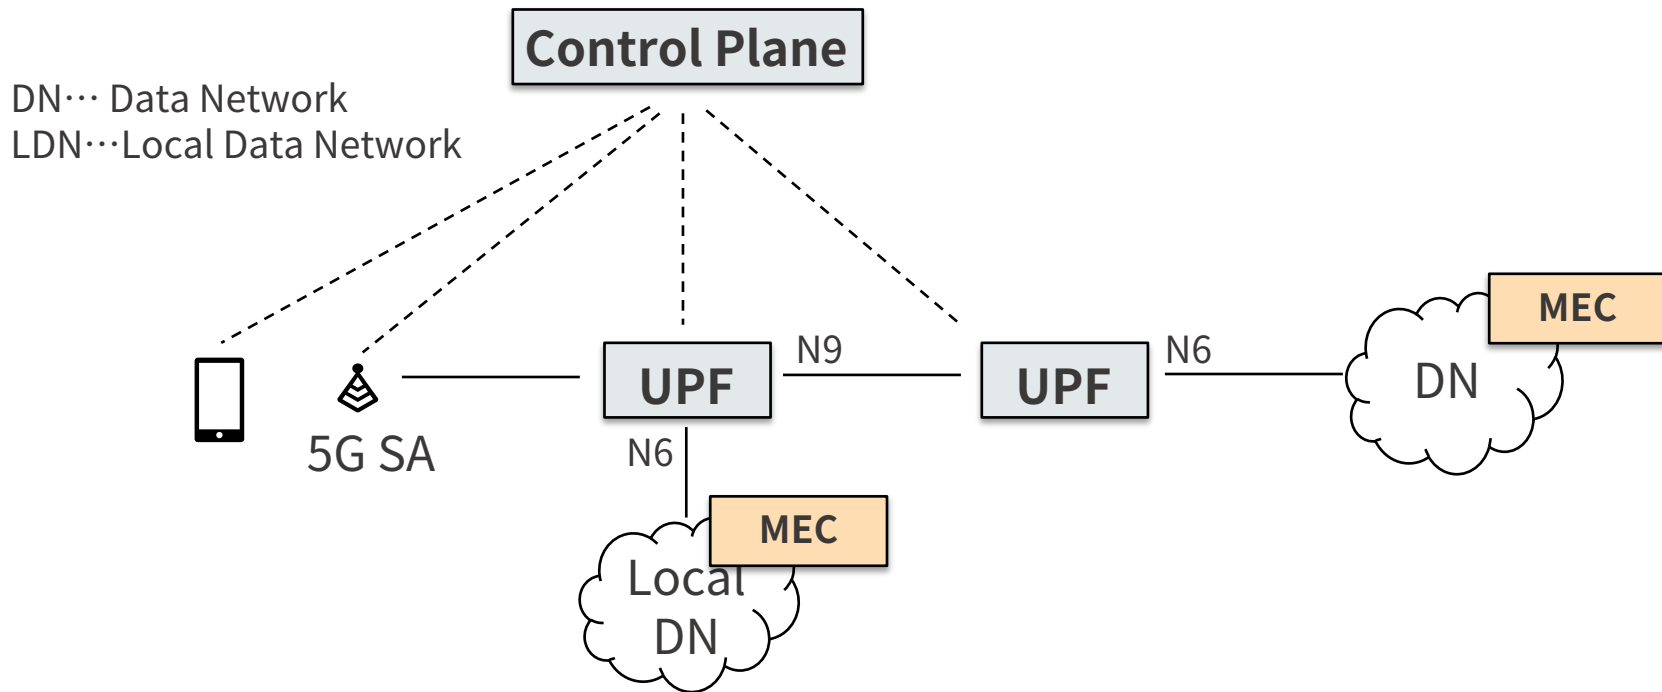 Control Plane
DN… Data Network
LDN…Local Data Network
MEC
N9
N6
UPF
UPF
DN
5G SA
N6
MEC
Local
DN